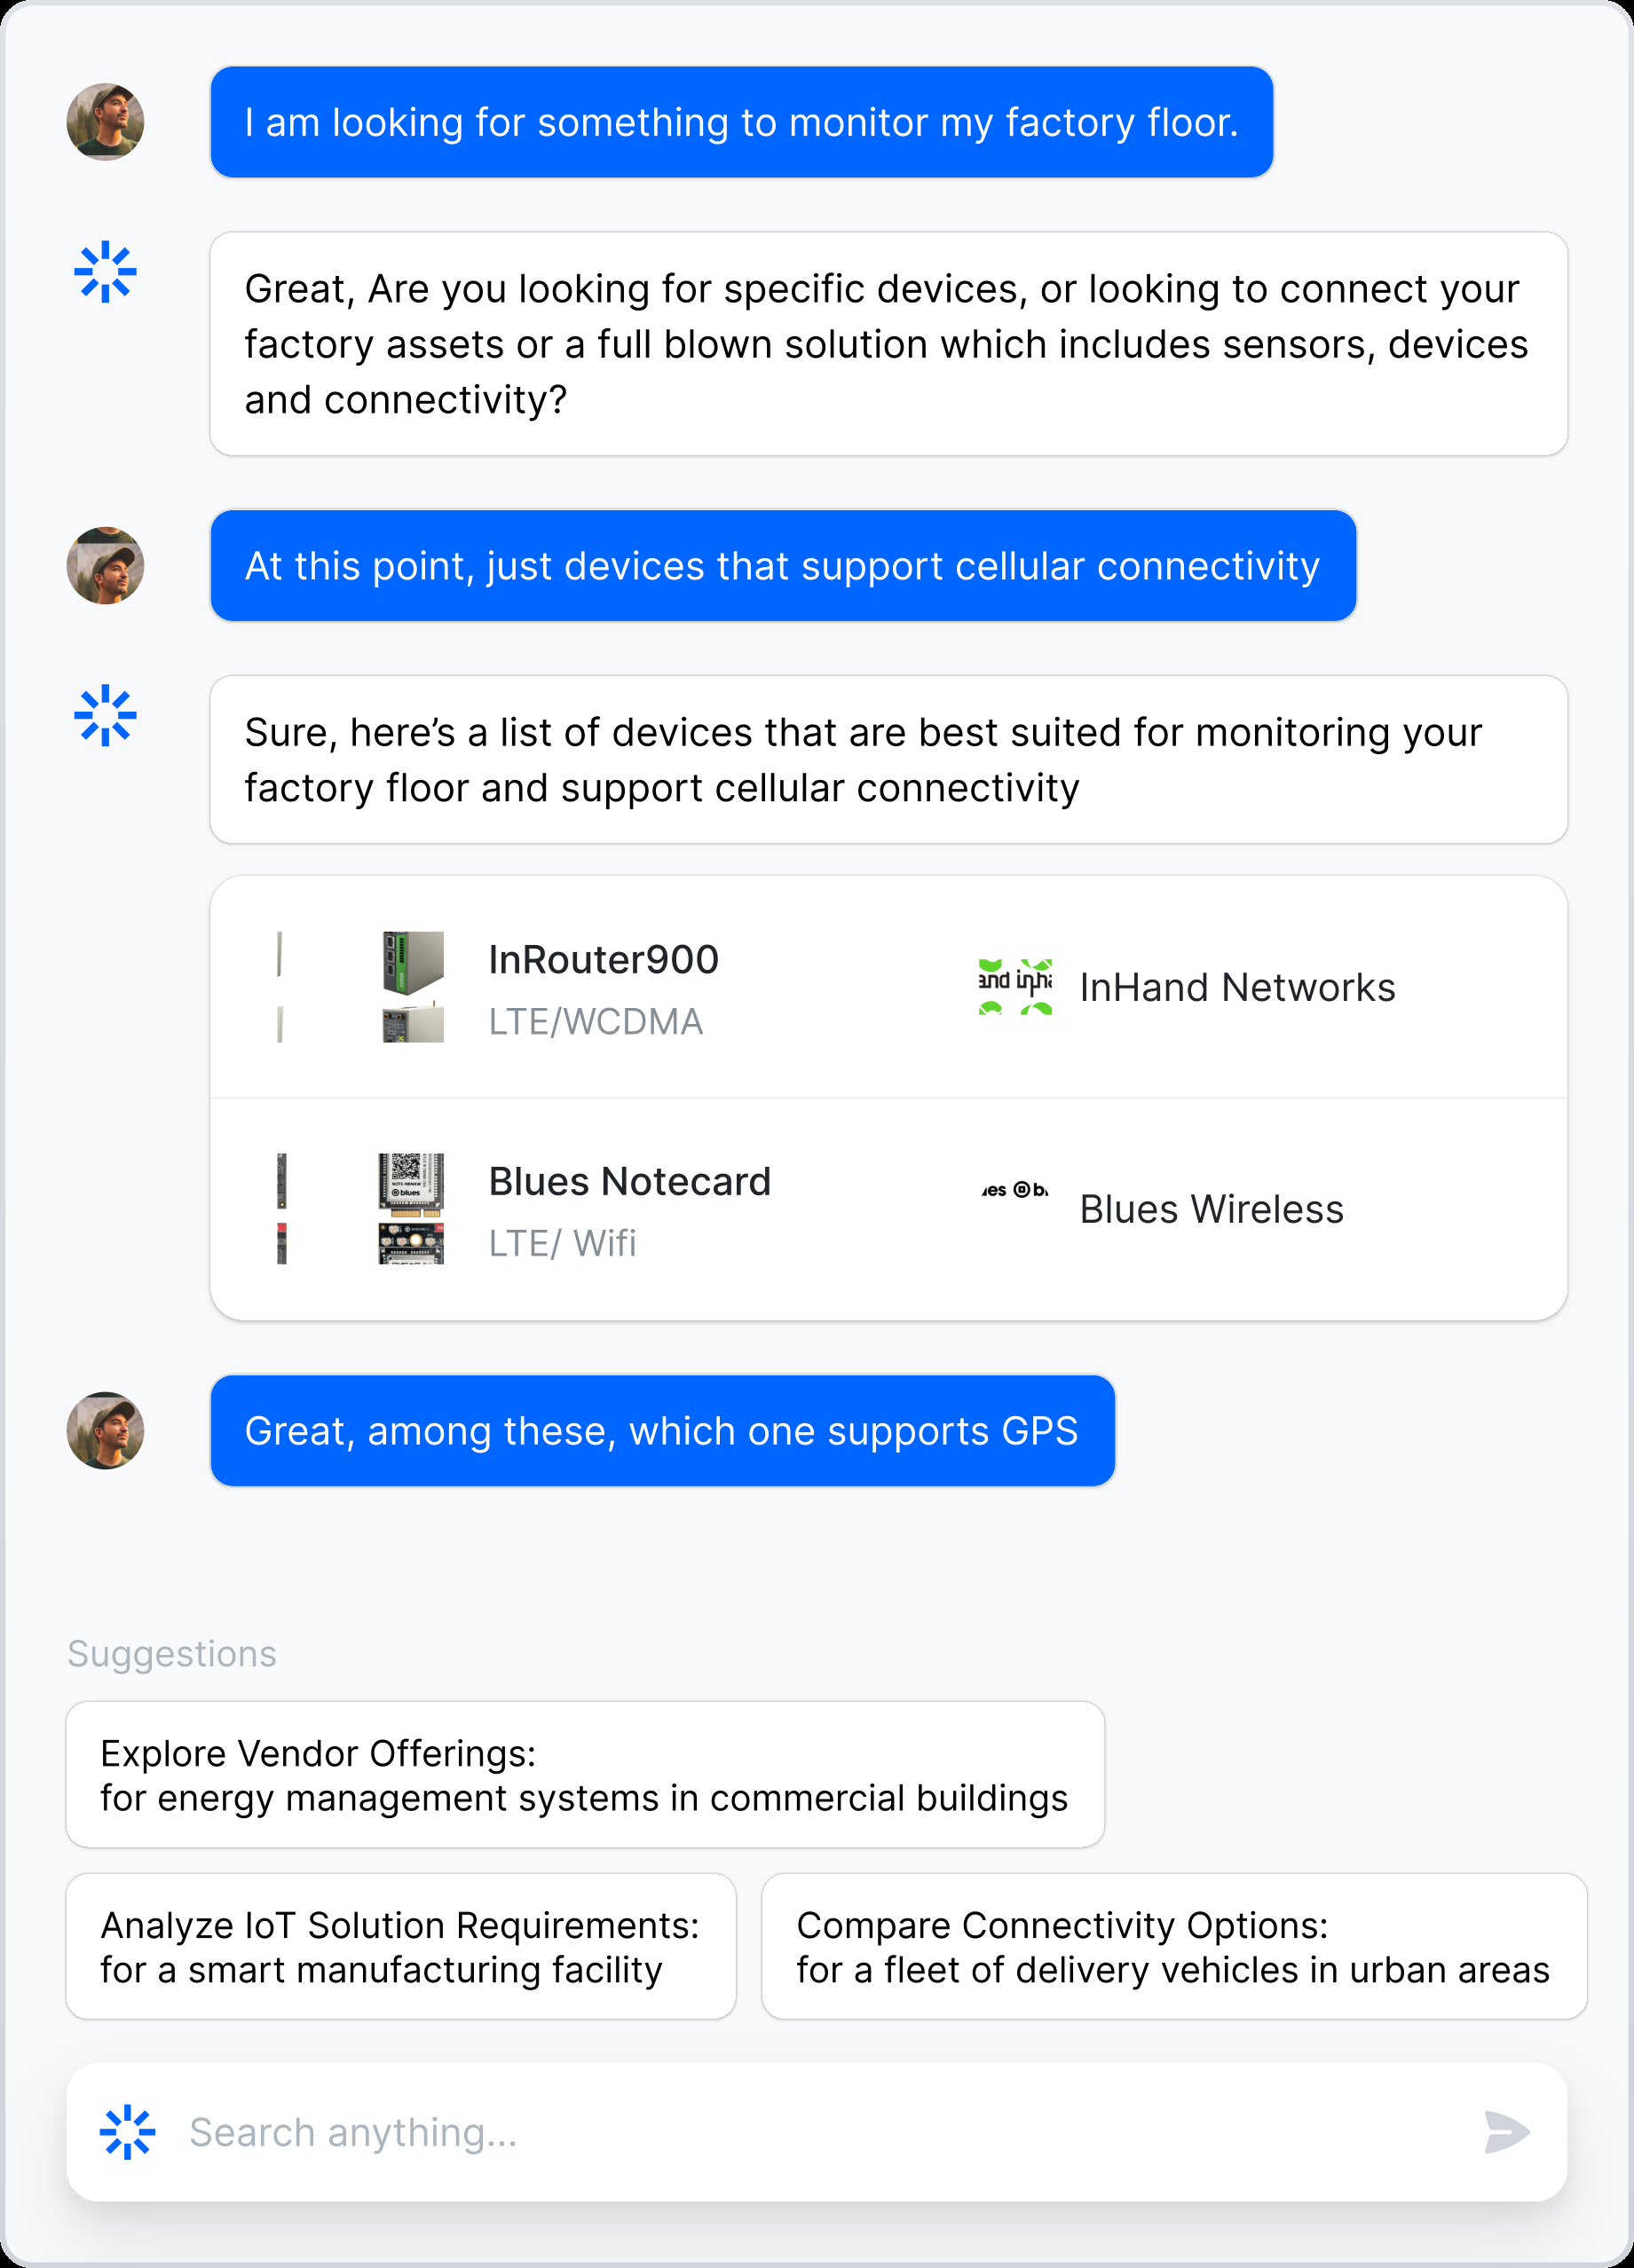 I am looking for something to monitor my factory floor.
Great, Are you looking for specific devices, or looking to connect your
factory assets or a full blown solution which includes sensors, devices
and connectivity?
At this point, just devices that support cellular connectivity
Sure, here’s a list of devices that are best suited for monitoring your
factory floor and support cellular connectivity
InRouter900
LTE/WCDMA
InHand Networks
Blues Notecard
LTE/ Wifi
blues
Blues Wireless
Great, among these, which one supports GPS
Suggestions
Explore Vendor Offerings:
for energy management systems in commercial buildings
Analyze IoT Solution Requirements:
for a smart manufacturing facility
Compare Connectivity Options:
for a fleet of delivery vehicles in urban areas
Search anything...